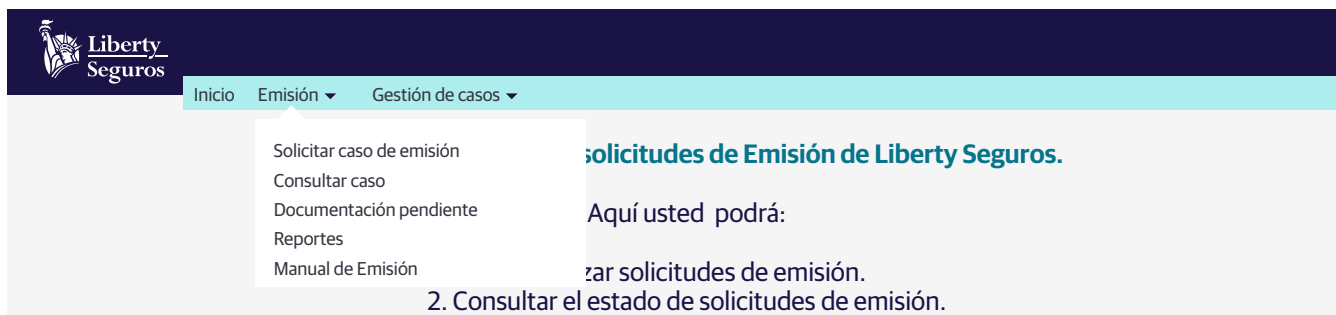 Liberty
Seguros
Inicio Emisión Gestión de casos
Solicitar caso de emisión
solicitudes de Emisión de Liberty Seguros.
Consultar caso
Documentación pendiente
Aquí usted podrá:
Reportes
Manual de Emisión
zar solicitudes de emisión.
2. Consultar el estado de solicitudes de emisión.